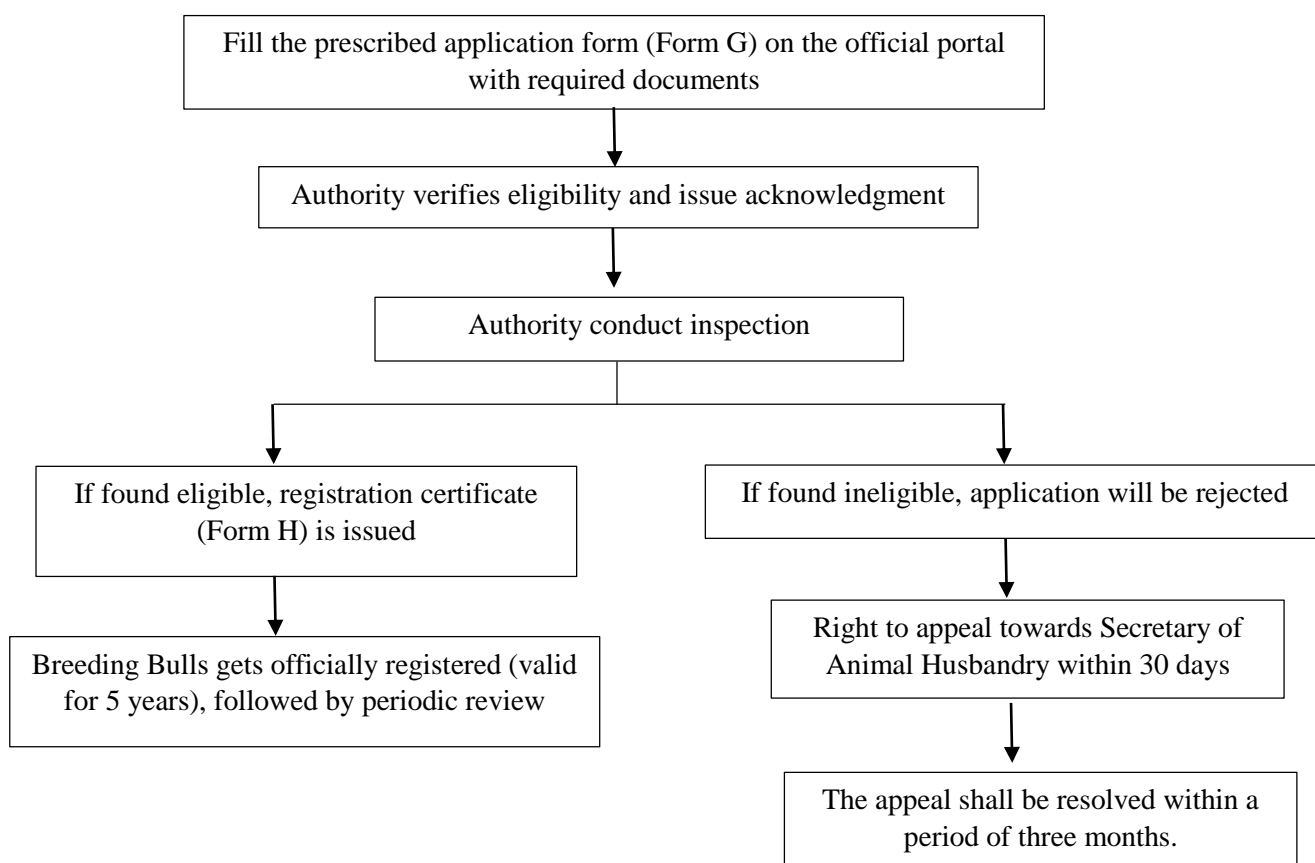 Fill the prescribed application form (Form G) on the official portal
with required documents
Authority verifies eligibility and issue acknowledgment
Authority conduct inspection
If found eligible, registration certificate
(Form H) is issued
Breeding Bulls gets officially registered (valid
for 5 years), followed by periodic review
If found ineligible, application will be rejected
Right to appeal towards Secretary of
Animal Husbandry within 30 days
The appeal shall be resolved within a
period of three months.